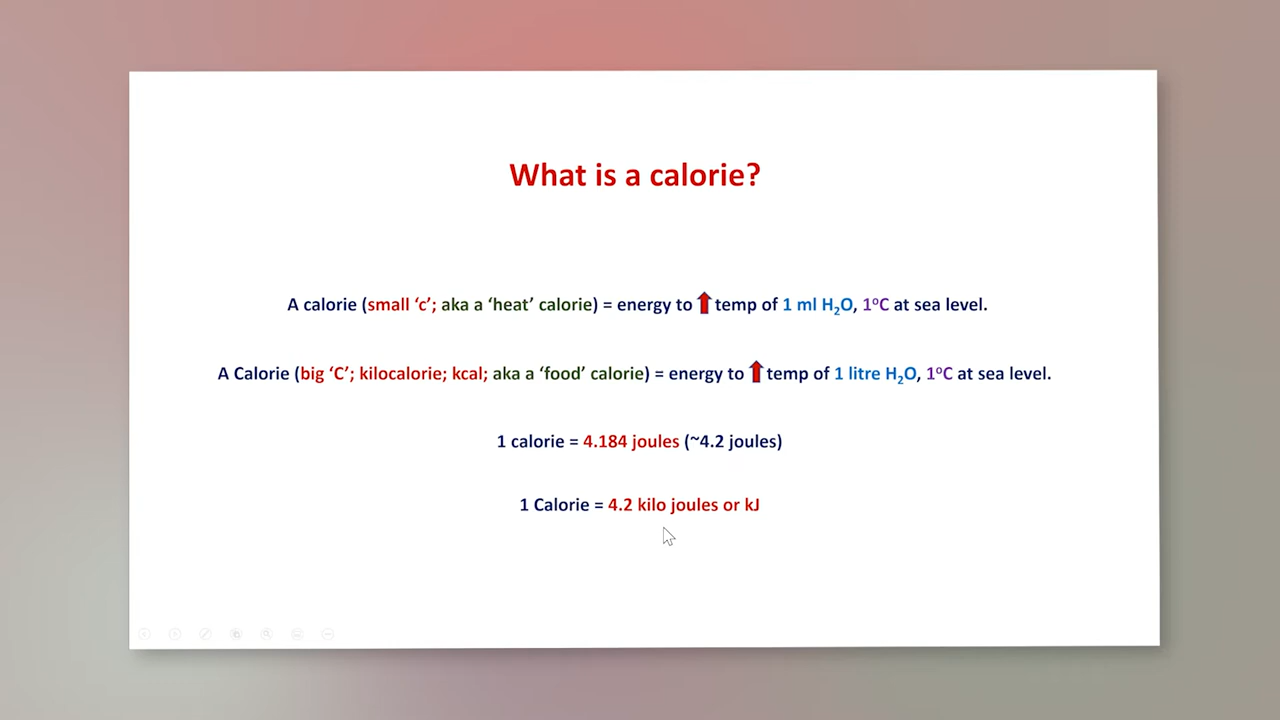 What is a calorie?
A calorie (small ‘c’; aka a ‘heat’ calorie) = energy to temp of 1 ml H₂O, 1°C at sea level.
A Calorie (big ‘C’; kilocalorie; kcal; aka a ‘food’ calorie) = energy to temp of 1 litre H₂O, 1°C at sea level.
1 calorie = 4.184 joules (~4.2 joules)
1 Calorie = 4.2 kilo joules or kJ